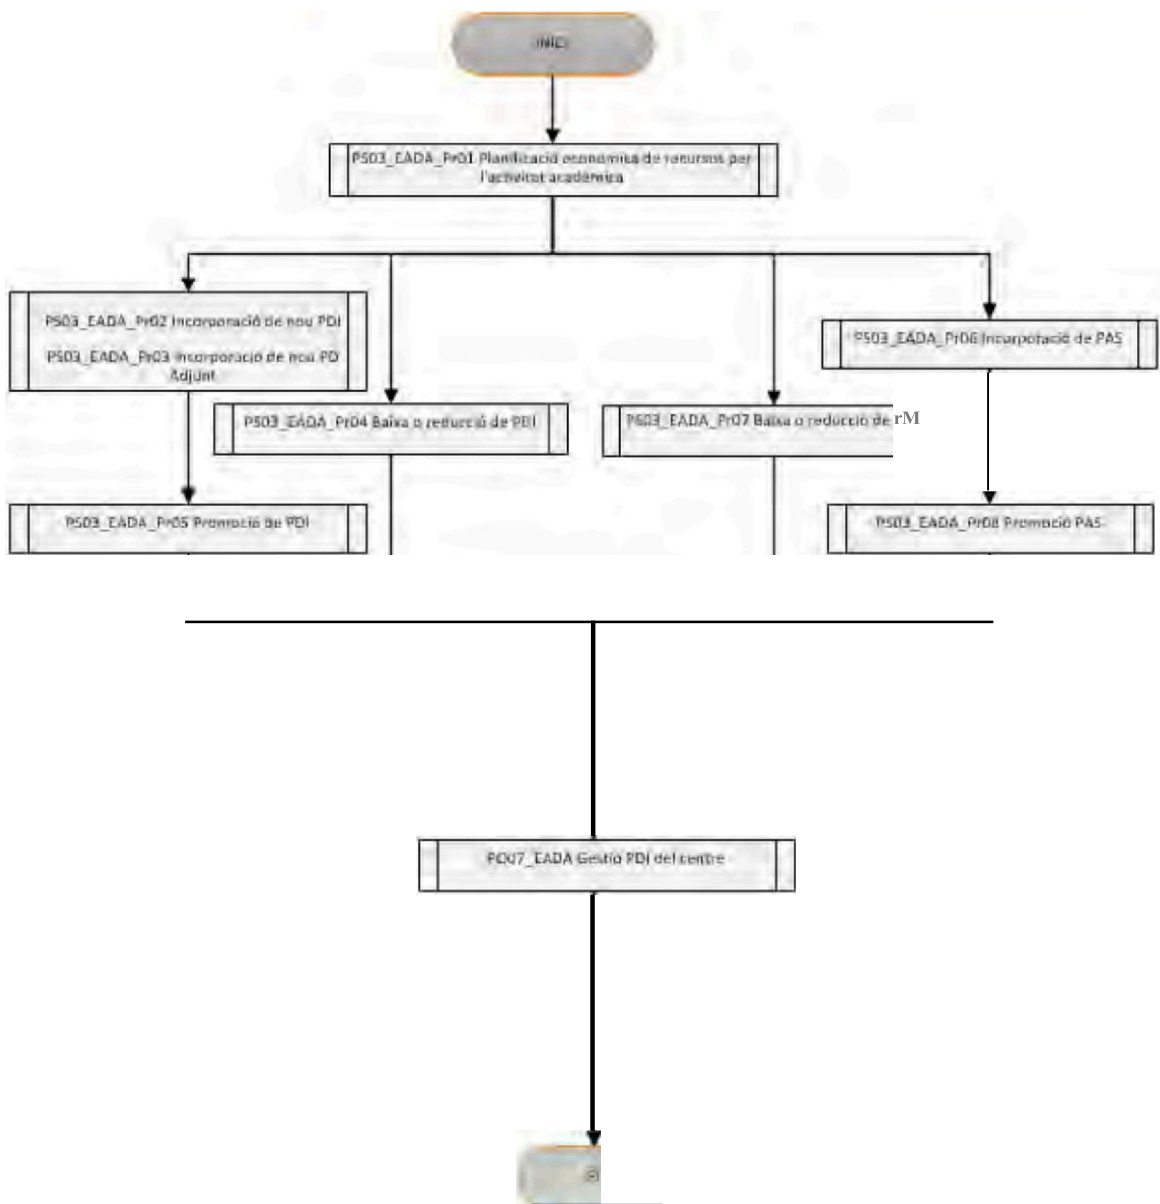 INICI
PS03_EADA_Pr01 Planificació econòmica de recursos per
l'activitat acadèmica
PS03_EADA_Pr02 Incorporació de nou PDI
PS03_EADA_Pr03 Incorporació de nou PD
Adjunt
PS03_EADA_Pr06 Incorporació de PAS
PS03_EADA_Pr04 Baixa o reducció de PDI
PS03_EADA_Pr07 Baixa o reducció de rM
PS03_EADA_Pr05 Promoció de PDI
PS03_EADA_Pr08 Promoció PAS
PO07_EADA Gestio PDI del centre